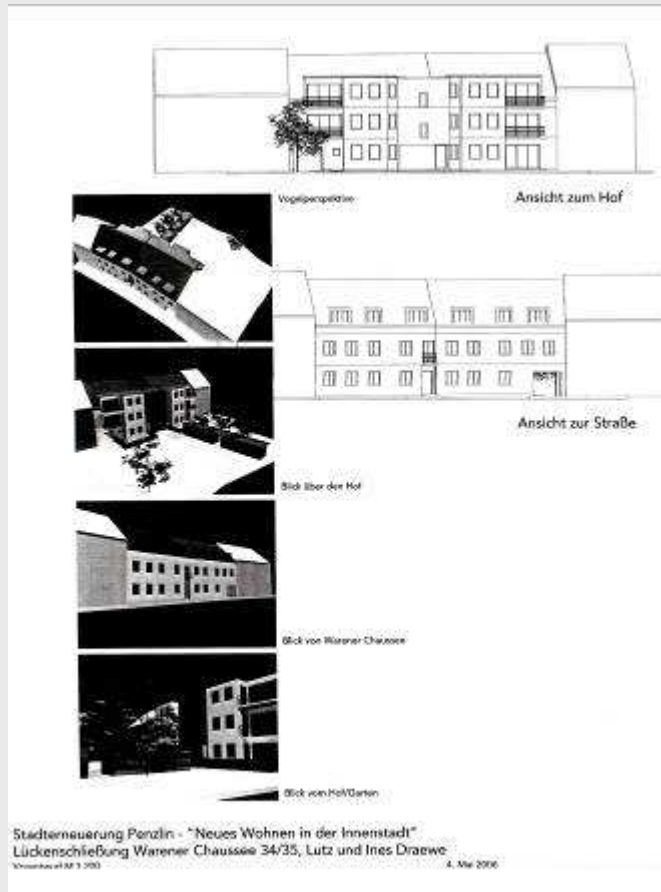 Vogelperspektive
Ansicht zum Hof
Ansicht zur Straße
Blick über den Hof
Blick von Warener Chaussee
Blick vom Hof/Garten
Stadterneuerung Penzlin - "Neues Wohnen in der Innenstadt"
Lückenschließung Warener Chaussee 34/35, Lutz und Ines Draewe
4. Mai 2006